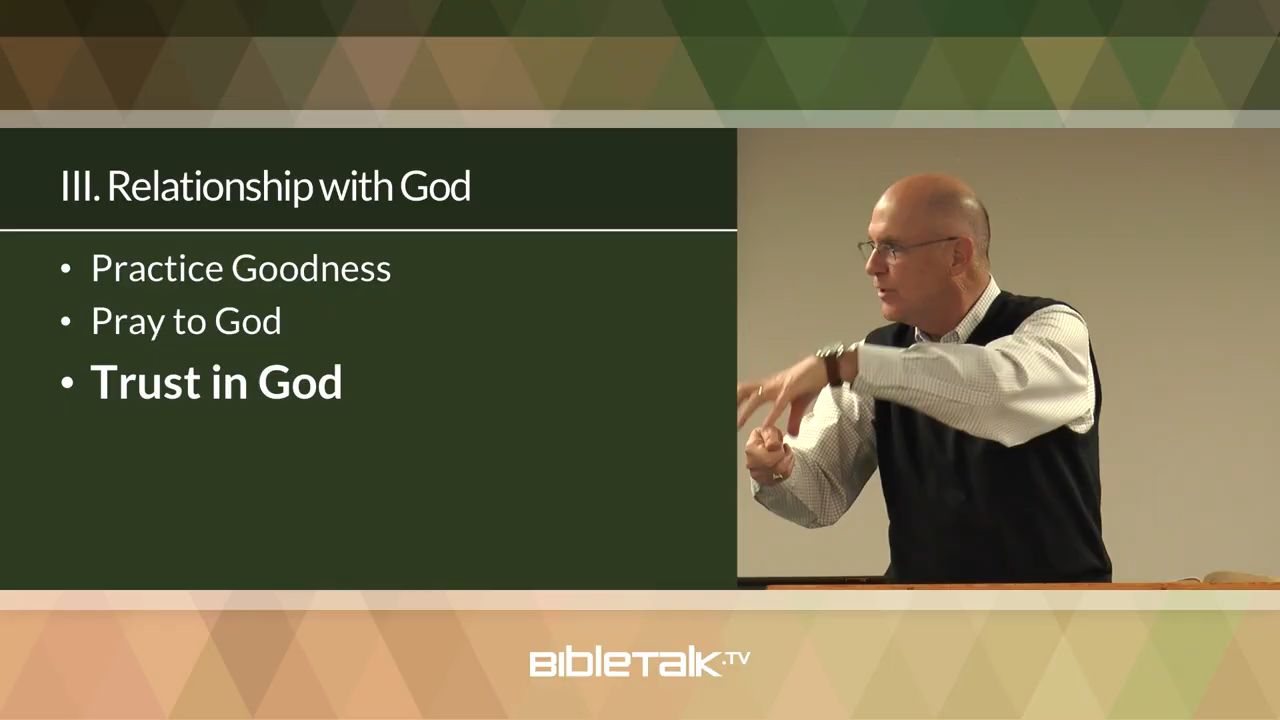 III. Relationship with God
• Practice Goodness
• Pray to God
• Trust in God
BIBLETALK.TV